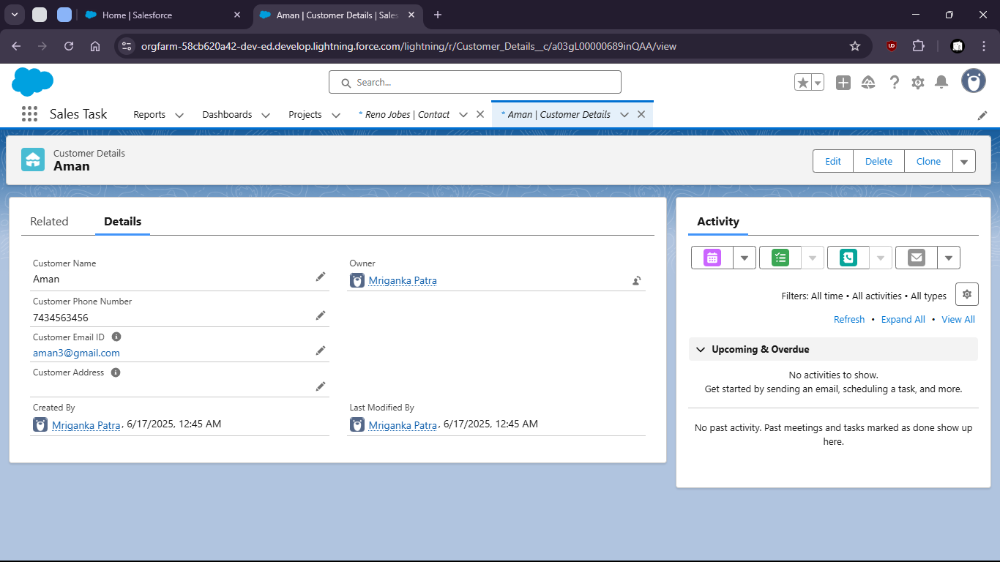 Home | Salesforce
Aman | Customer Details | Sales
orgfarm-58cb620a42-dev-ed.develop.lightning.force.com/lightning/r/Customer_Details__c/a03gL00000689inQAA/view
UD
Search...
Sales Task
Reports
Dashboards
Projects
* Reno Jobes | Contact
* Aman | Customer Details
Customer Details
Aman
Edit
Delete
Clone
Related
Details
Customer Name
Aman
Owner
Mriganka Patra
Customer Phone Number
7434563456
Customer Email ID
aman3@gmail.com
Customer Address
Created By
Mriganka Patra, 6/17/2025, 12:45 AM
Last Modified By
Mriganka Patra, 6/17/2025, 12:45 AM
Activity
Filters: All time • All activities • All types
Refresh • Expand All • View All
Upcoming & Overdue
No activities to show.
Get started by sending an email, scheduling a task, and more.
No past activity. Past meetings and tasks marked as done show up
here.